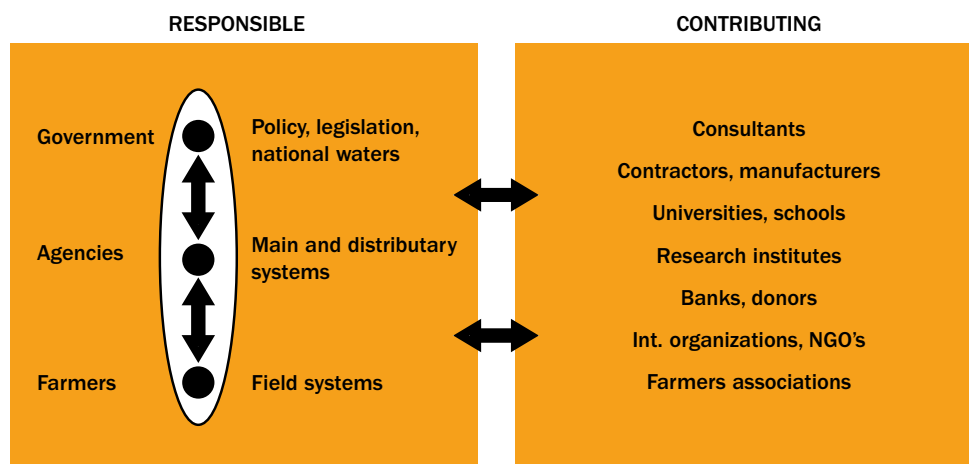 RESPONSIBLE
Government
Policy, legislation,
national waters
Agencies
Main and distributary
systems
Farmers
Field systems
CONTRIBUTING
Consultants
Contractors, manufacturers
Universities, schools
Research institutes
Banks, donors
Int. organizations, NGO’s
Farmers associations